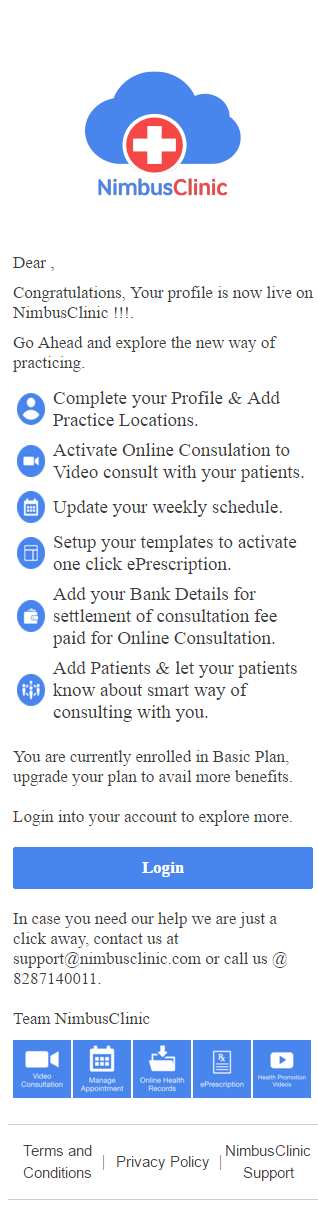 NimbusClinic
Dear ,
Congratulations, Your profile is now live on
NimbusClinic !!!.
Go Ahead and explore the new way of
practicing.
Complete your Profile & Add
Practice Locations.
Activate Online Consulation to
Video consult with your patients.
Update your weekly schedule.
Setup your templates to activate
one click ePrescription.
Add your Bank Details for
settlement of consultation fee
paid for Online Consultation.
Add Patients & let your patients
know about smart way of
consulting with you.
You are currently enrolled in Basic Plan,
upgrade your plan to avail more benefits.
Login into your account to explore more.
Login
In case you need our help we are just a
click away, contact us at
support@nimbusclinic.com or call us @
8287140011.
Team NimbusClinic
Video
Consultation
Manage
Appointment
Online Health
Records
ePrescription
Health Promotion
Videos
Terms and
Conditions
| Privacy Policy |
NimbusClinic
Support